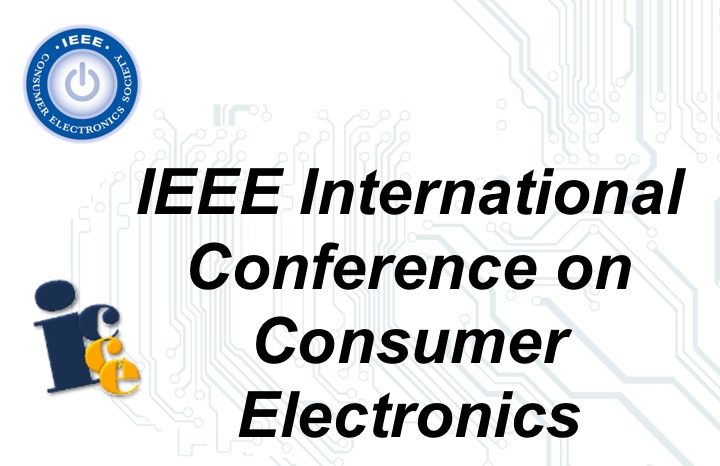 · IEEE ·
CONSUMER ELECTRONICS SOCIETY
IEEE International
Conference on
Consumer
Electronics
icce